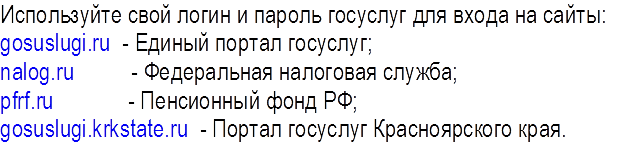 Используйте свой логин и пароль госуслуг для входа на сайты:
gosuslugi.ru - Единый портал госуслуг;
nalog.ru - Федеральная налоговая служба;
pfrf.ru - Пенсионный фонд РФ;
gosuslugi.krkstate.ru - Портал госуслуг Красноярского края.